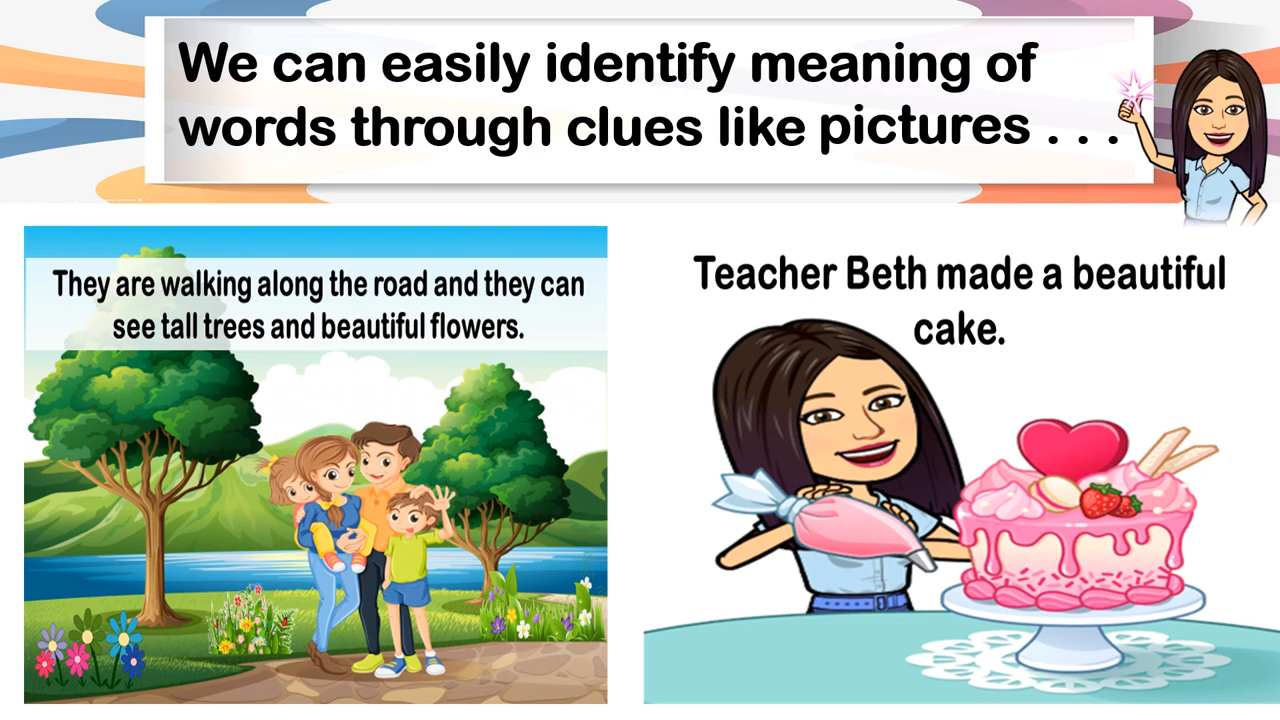 We can easily identify meaning of
words through clues like pictures . . .
They are walking along the road and they can
see tall trees and beautiful flowers.
Teacher Beth made a beautiful
cake.